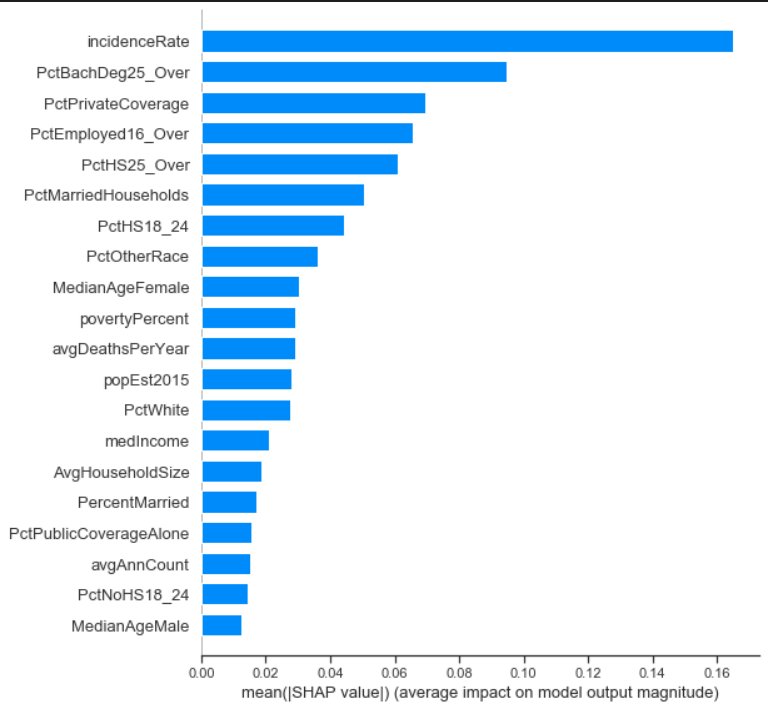 incidenceRate
PctBachDeg25_Over
PctPrivateCoverage
PctEmployed16_Over
PctHS25_Over
PctMarriedHouseholds
PctHS18_24
PctOtherRace
MedianAgeFemale
povertyPercent
avgDeathsPerYear
popEst2015
PctWhite
medIncome
AvgHouseholdSize
PercentMarried
PctPublicCoverageAlone
avgAnnCount
PctNoHS18_24
MedianAgeMale
0.00 0.02 0.04 0.06 0.08 0.10 0.12 0.14 0.16
mean(|SHAP value|) (average impact on model output magnitude)